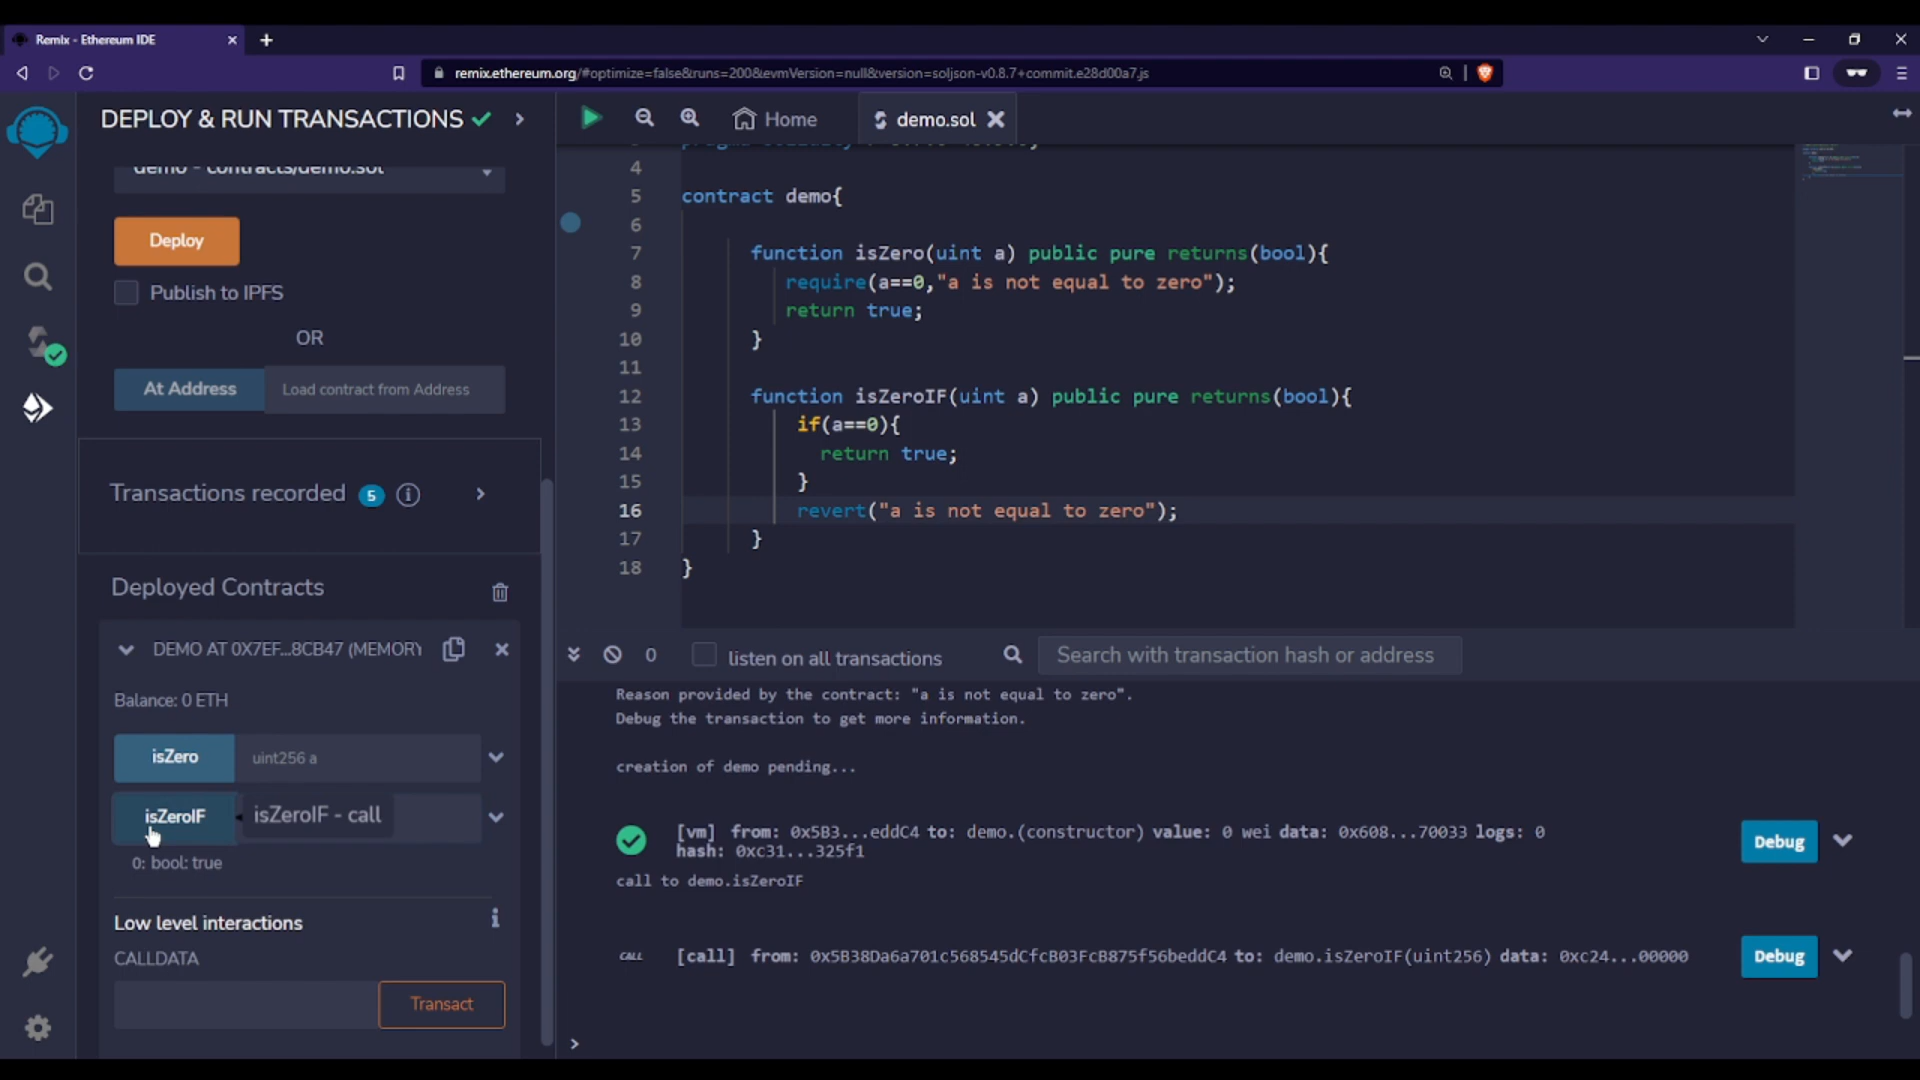 Remix - Ethereum IDE
remix.ethereum.org/#optimize=false&runs=200&evmVersion=null&version=soljson-v0.8.7+commit.e28d00a7.js
DEPLOY & RUN TRANSACTIONS
demo - contracts/demo.sol
Deploy
Publish to IPFS
OR
At Address
Load contract from Address
Transactions recorded 5 i
Deployed Contracts
DEMO AT 0X7EF...8CB47 (MEMORY
Balance: 0 ETH
isZero
uint256 a
isZeroIF
isZeroIF - call
0: bool: true
Low level interactions
CALLDATA
Transact
Home
demo.sol
pragma solidity
4
5 contract demo{
6
7 function isZero(uint a) public pure returns(bool){
8 require(a==0,"a is not equal to zero");
9 return true;
10 }
11
12 function isZeroIF(uint a) public pure returns(bool){
13 if(a==0){
14 return true;
15 }
16 revert("a is not equal to zero");
17 }
18 }
0
listen on all transactions
Search with transaction hash or address
Reason provided by the contract: "a is not equal to zero".
Debug the transaction to get more information.
creation of demo pending...
[vm] from: 0x5B3...eddC4 to: demo.(constructor) value: 0 wei data: 0x608...70033 logs: 0
hash: 0xc31...325f1
Debug
call to demo.isZeroIF
CALL [call] from: 0x5B38Da6a701c568545dCfcB03FcB875f56beddC4 to: demo.isZeroIF(uint256) data: 0xc24...00000
Debug
>